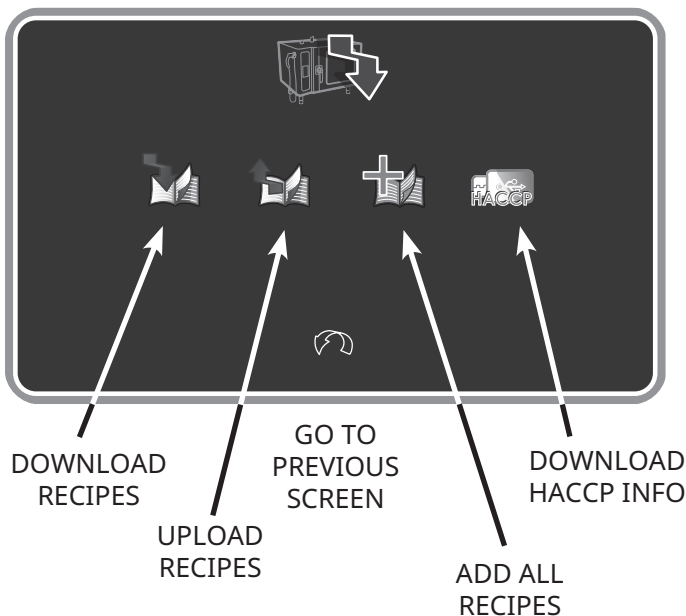 HACCP
GO TO
PREVIOUS
SCREEN
DOWNLOAD
RECIPES
DOWNLOAD
HACCP INFO
UPLOAD
RECIPES
ADD ALL
RECIPES